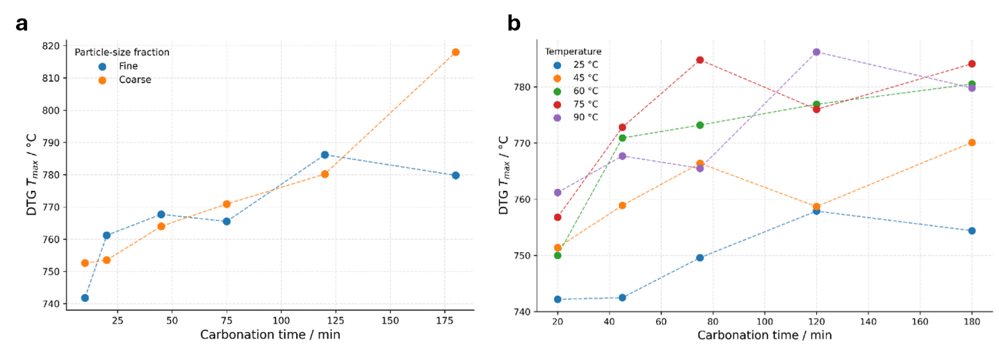 a
Particle-size fraction
Fine
Coarse
820
810
800
790
780
770
760
750
740
DTG Tmax / °C
25 50 75 100 125 150 175
Carbonation time / min
b
Temperature
25 °C
45 °C
60 °C
75 °C
90 °C
780
770
760
750
740
DTG Tmax / °C
20 40 60 80 100 120 140 160 180
Carbonation time / min